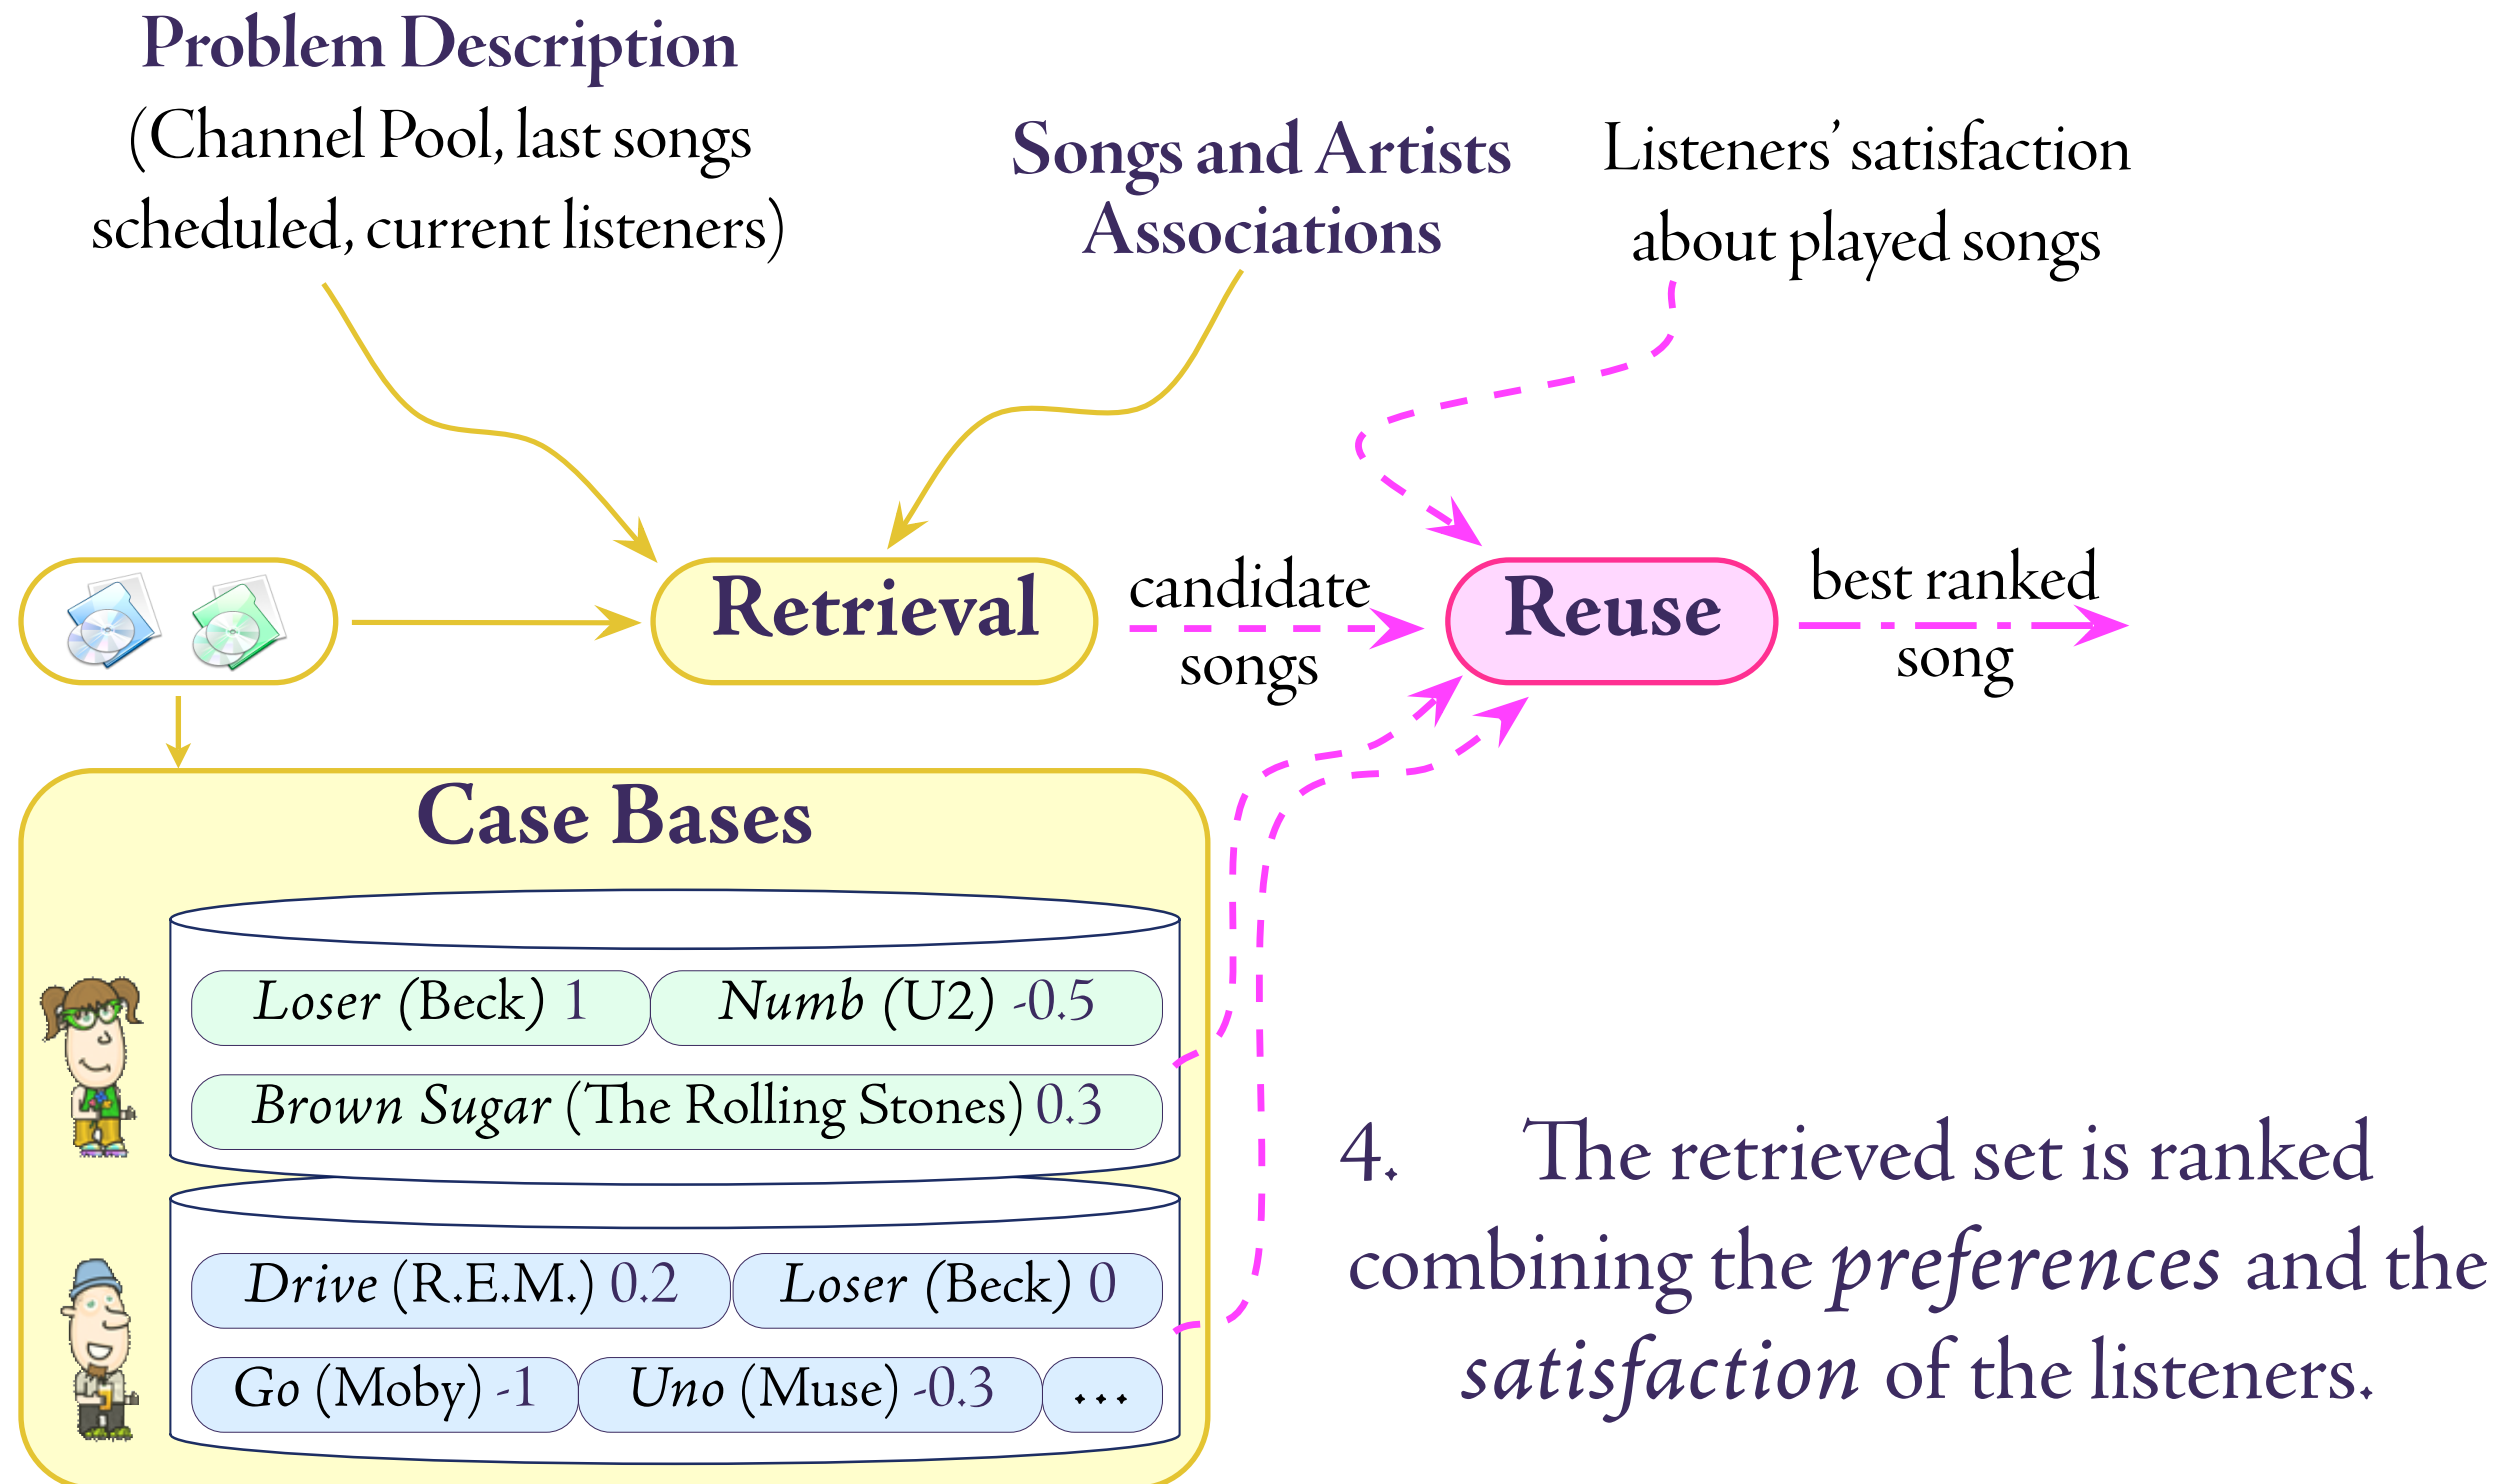 Problem Description
(Channel Pool, last songs
scheduled, current listeners)
Songs and Artists
Associations
Listeners' satisfaction
about played songs
Retrieval
candidate
songs
Reuse
best ranked
song
Case Bases
Loser (Beck) 1
Numb (U2) -0.5
Brown Sugar (The Rolling Stones) 0.3
Drive (R.E.M.) 0.2
Loser (Beck) 0
Go (Moby) -1
Uno (Muse) -0.3
...
4. The retrieved set is ranked
combining the preferences and the
satisfaction of the listeners.